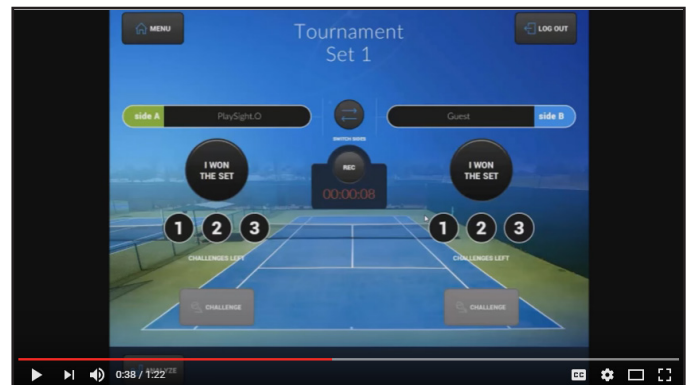 MENU
Tournament
Set 1
LOG OUT
side A PlaySight.O Guest side B
SWITCH SIDES
I WON
THE SET
REC
I WON
THE SET
00:00:08
1 2 3 1 2 3
CHALLENGES LEFT CHALLENGES LEFT
CHALLENGE CHALLENGE
ANALYZE
0:38 / 1:22 CC